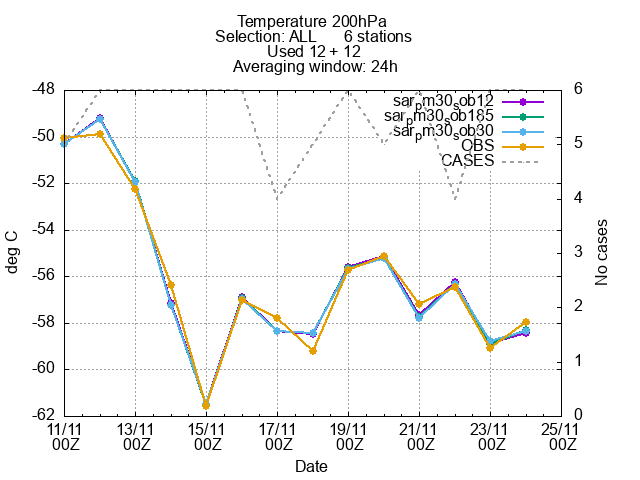 Temperature 200hPa
Selection: ALL 6 stations
Used 12 + 12
Averaging window: 24h
-48
-50
-52
-54
-56
-58
-60
-62
deg C
6
5
4
3
2
1
0
No cases
sar_pm30_sob12
sar_pm30_sob185
sar_pm30_sob30
OBS
CASES
11/11 13/11 15/11 17/11 19/11 21/11 23/11 25/11
00Z 00Z 00Z 00Z 00Z 00Z 00Z 00Z
Date